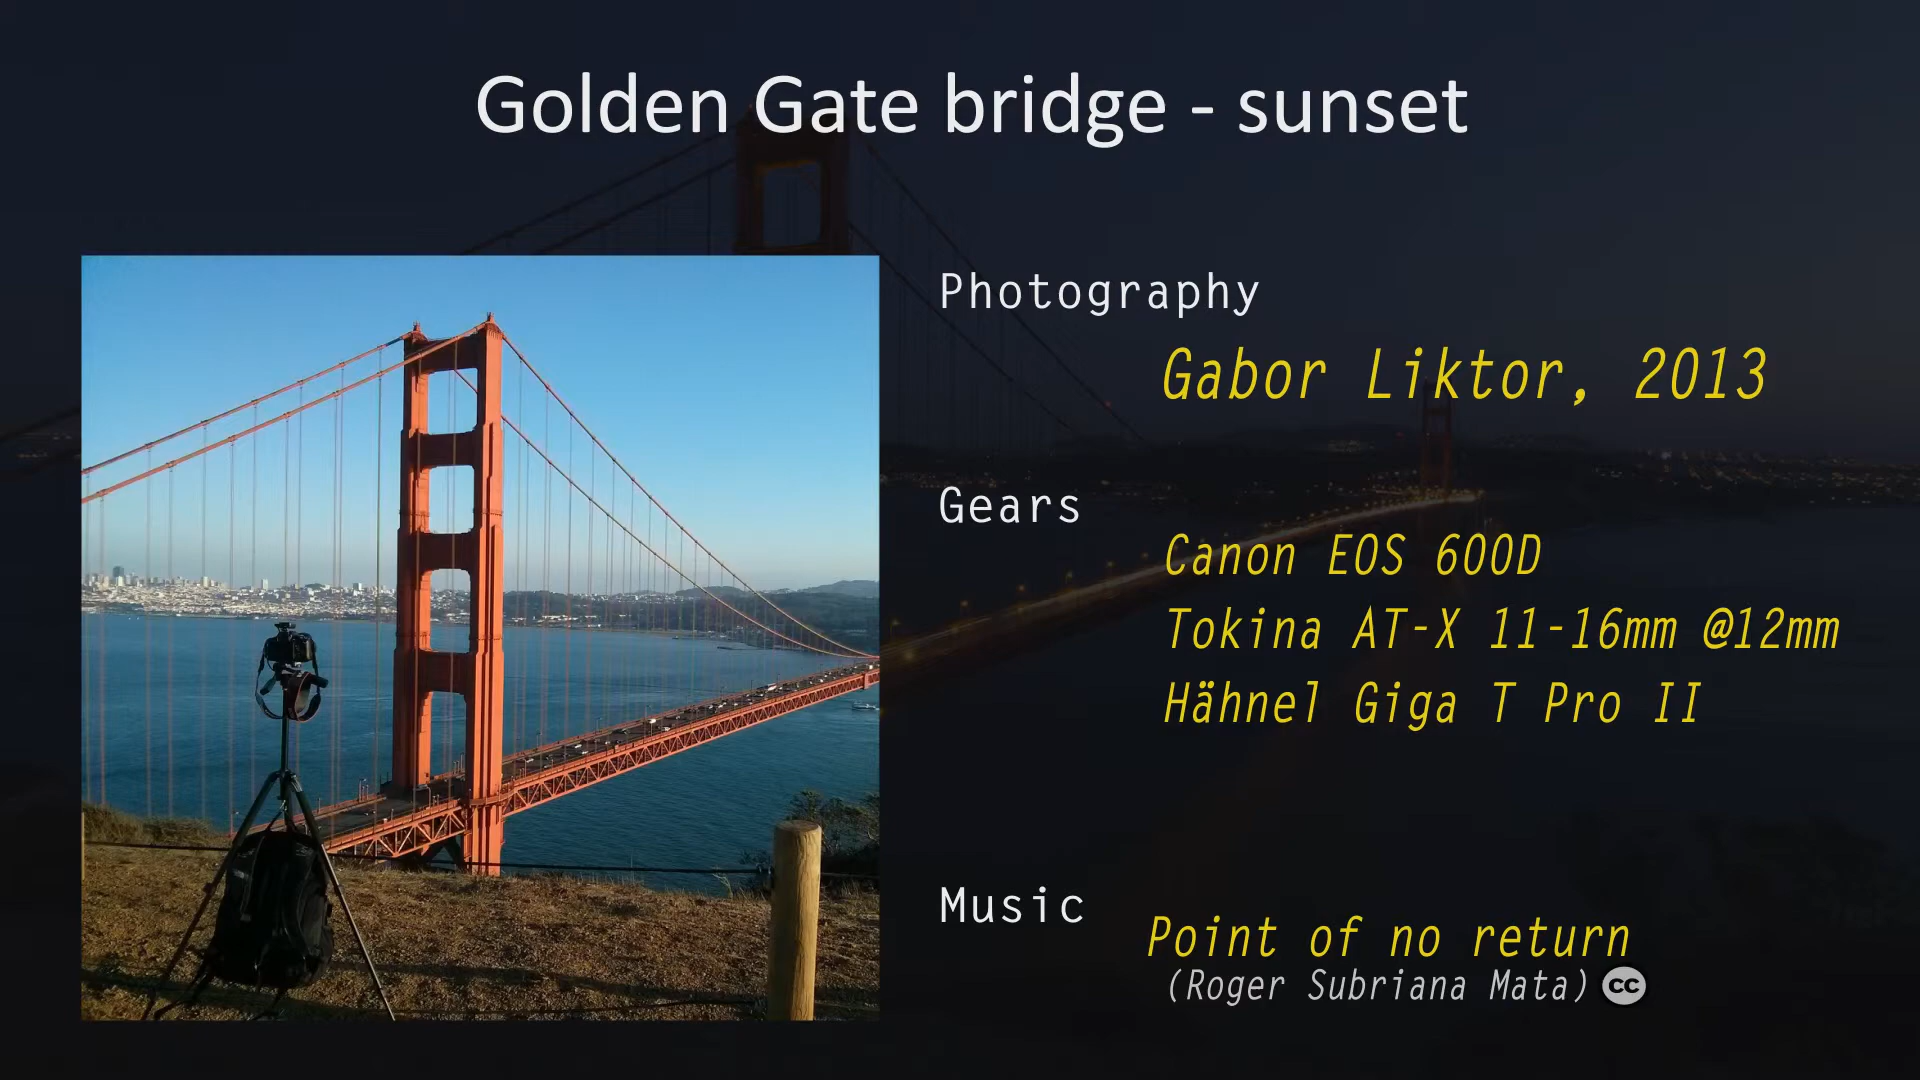 Golden Gate bridge - sunset
Photography
Gabor Liktor, 2013
Gears
Canon EOS 600D
Tokina AT-X 11-16mm @12mm
Hähnel Giga T Pro II
Music
Point of no return
(Roger Subriana Mata) cc